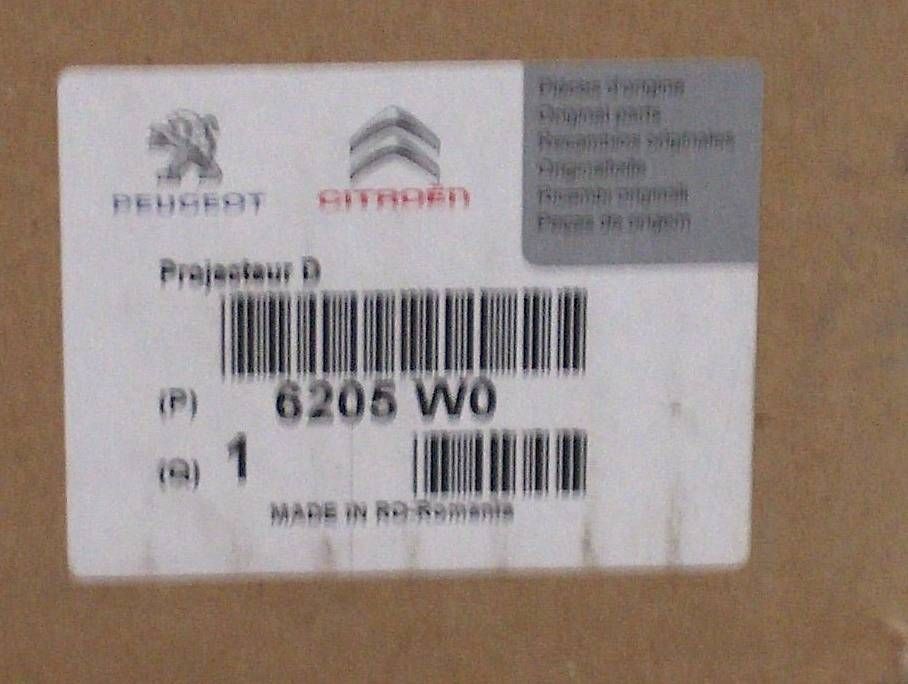 PEUGEOT
CITROËN
Pièces d'origine
Original parts
Recambios originales
Originalteile
Ricambi originali
Peças de origem
Projecteur D
(P) 6205 W0
(Q) 1
MADE IN RO-Romania